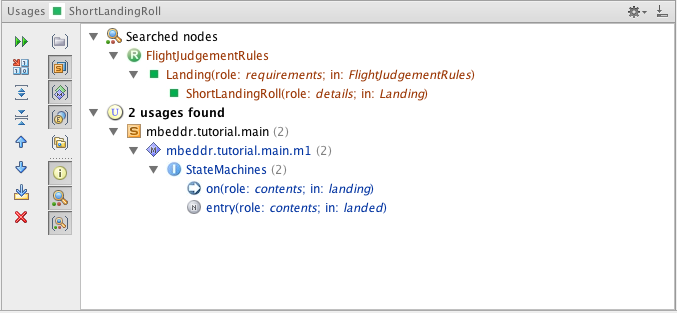 Usages ShortLandingRoll
Searched nodes
R FlightJudgementRules
Landing(role: requirements; in: FlightJudgementRules)
ShortLandingRoll(role: details; in: Landing)
U 2 usages found
S mbeddr.tutorial.main (2)
M mbeddr.tutorial.main.m1 (2)
I StateMachines (2)
on(role: contents; in: landing)
N entry(role: contents; in: landed)